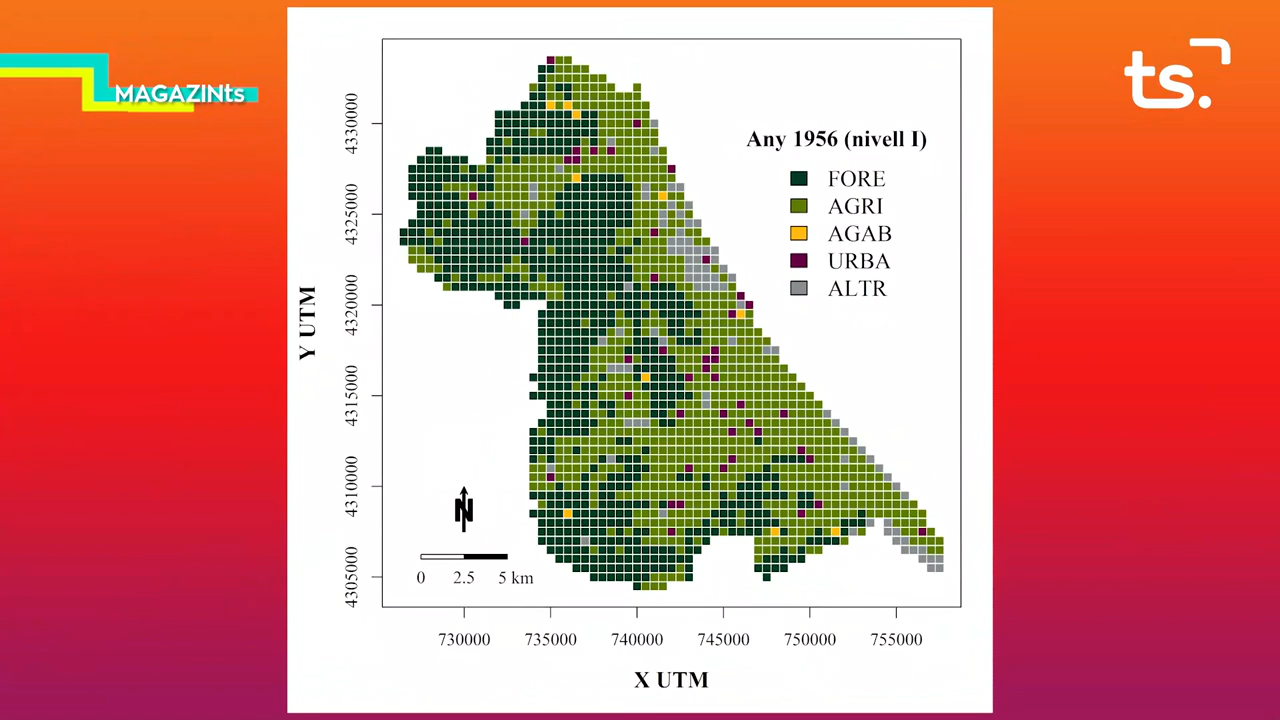 MAGAZINts
ts.
Any 1956 (nivell I)
FORE
AGRI
AGAB
URBA
ALTR
Y UTM
4330000
4325000
4320000
4315000
4310000
4305000
N
0 2.5 5 km
730000 735000 740000 745000 750000 755000
X UTM